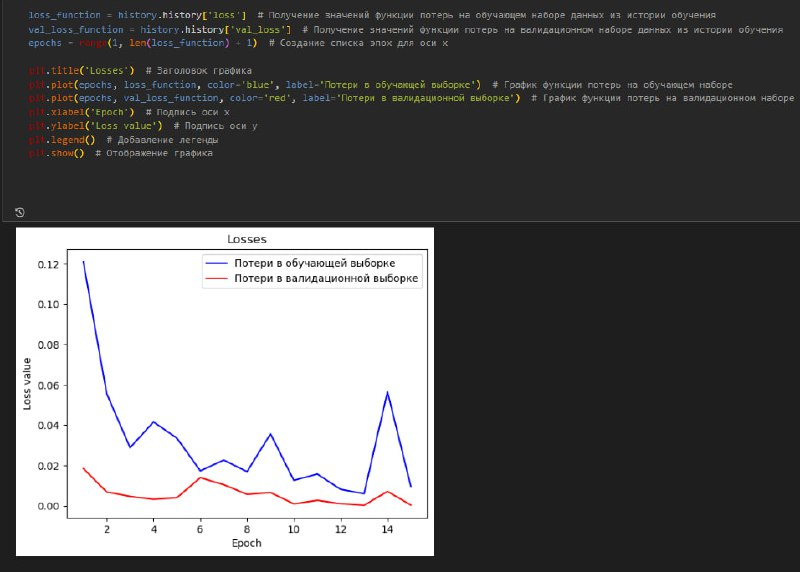 loss_function = history.history['loss']  # Получение значений функции потерь на обучающем наборе данных из истории обучения
val_loss_function = history.history['val_loss']  # Получение значений функции потерь на валидационном наборе данных из истории обучения
epochs = range(1, len(loss_function) + 1)  # Создание списка эпох для оси x
plt.title('Losses')  # Заголовок графика
plt.plot(epochs, loss_function, color='blue', label='Потери в обучающей выборке')  # График функции потерь на обучающем наборе
plt.plot(epochs, val_loss_function, color='red', label='Потери в валидационной выборке')  # График функции потерь на валидационном наборе
plt.xlabel('Epoch')  # Подпись оси x
plt.ylabel('Loss value')  # Подпись оси y
plt.legend()  # Добавление легенды
plt.show()  # Отображение графика
Losses
Потери в обучающей выборке
Потери в валидационной выборке
0.12
0.10
0.08
0.06
0.04
0.02
0.00
Loss value
2 4 6 8 10 12 14
Epoch